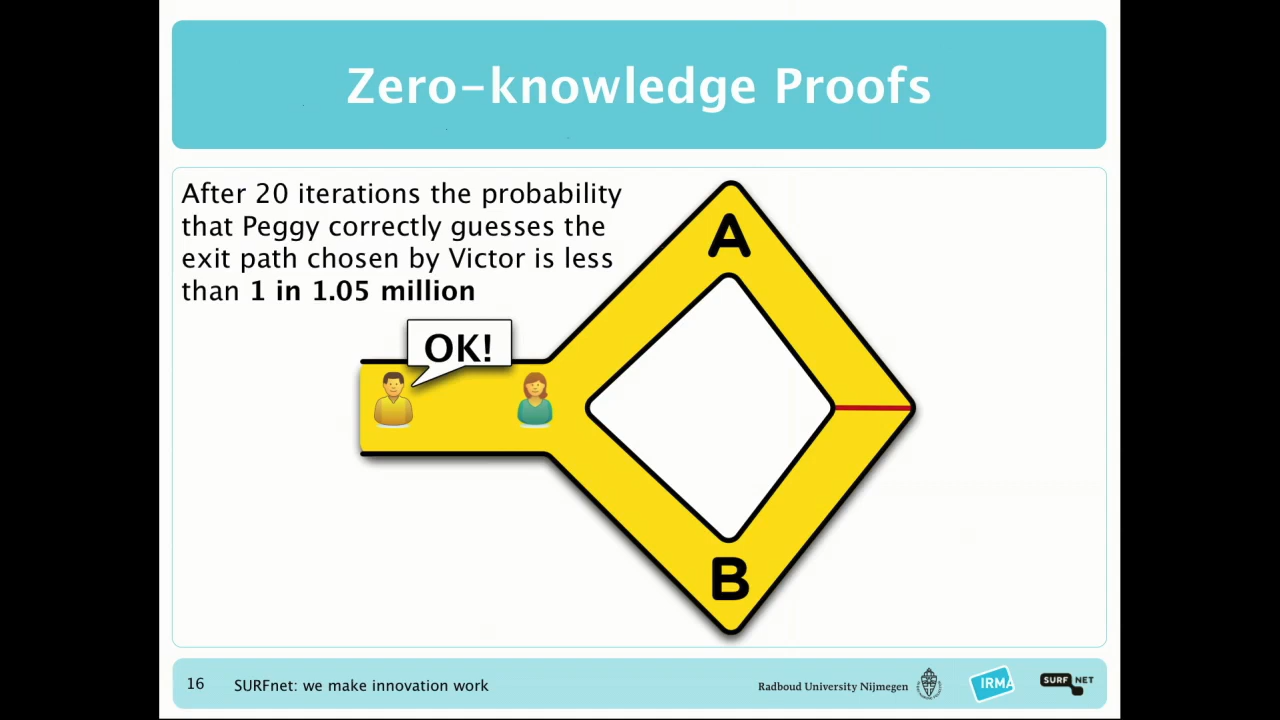 Zero-knowledge Proofs
After 20 iterations the probability
that Peggy correctly guesses the
exit path chosen by Victor is less
than 1 in 1.05 million
A
OK!
B
16
SURFnet: we make innovation work
Radboud University Nijmegen
IRMA
SURF NET